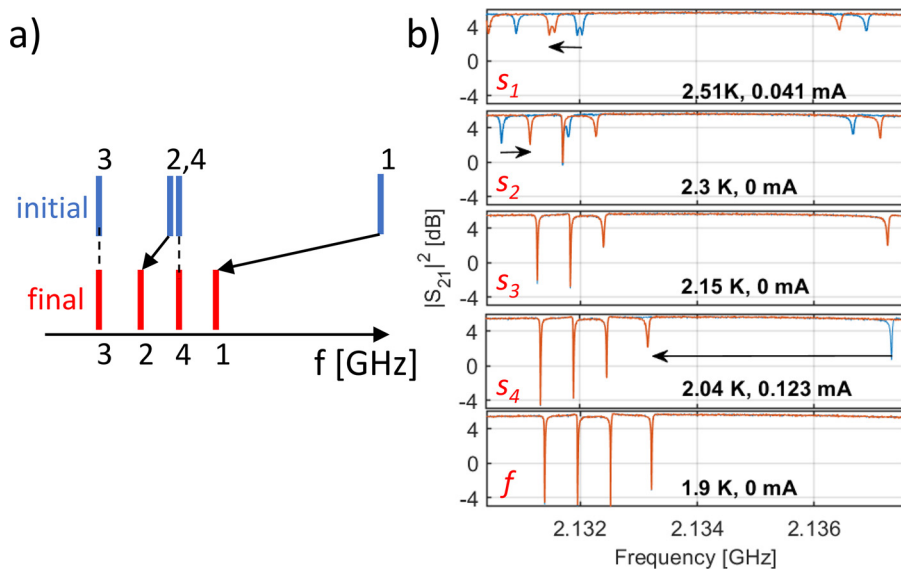 a)
3 2,4 1
initial
final
3 2 4 1
f [GHz]
b)
|S21|² [dB]
4
0
-4
s1
2.51K, 0.041 mA
4
0
-4
s2
2.3 K, 0 mA
4
0
-4
s3
2.15 K, 0 mA
4
0
-4
s4
2.04 K, 0.123 mA
4
0
-4
f
1.9 K, 0 mA
2.132 2.134 2.136
Frequency [GHz]